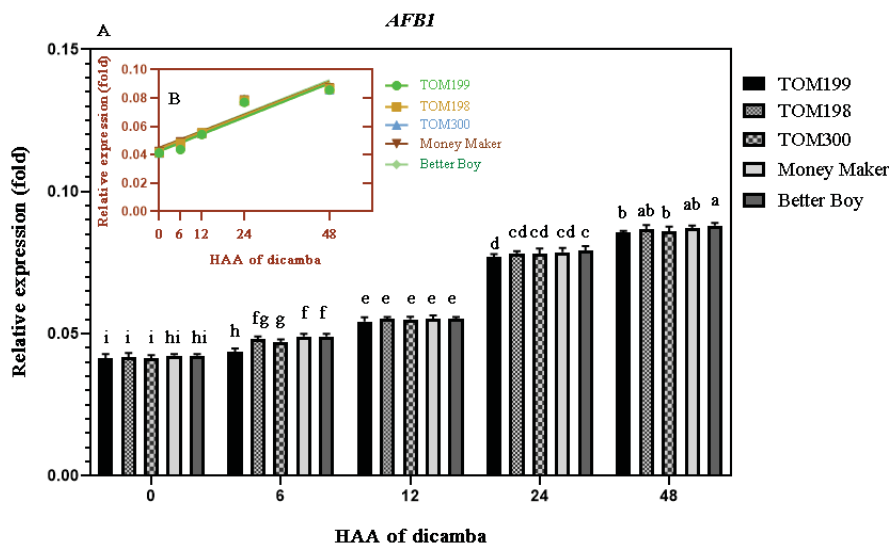 AFB1
A
B
Relative expression (fold)
0.15
0.10
0.05
0.00
Relative expression (fold)
0.10
0.08
0.06
0.04
0.02
0.00
0 6 12 24 48
HAA of dicamba
TOM199
TOM198
TOM300
Money Maker
Better Boy
TOM199
TOM198
TOM300
Money Maker
Better Boy
i i i hi hi
h fg g f f
e e e e e
d cd cd cd c
b ab b ab a
0 6 12 24 48
HAA of dicamba